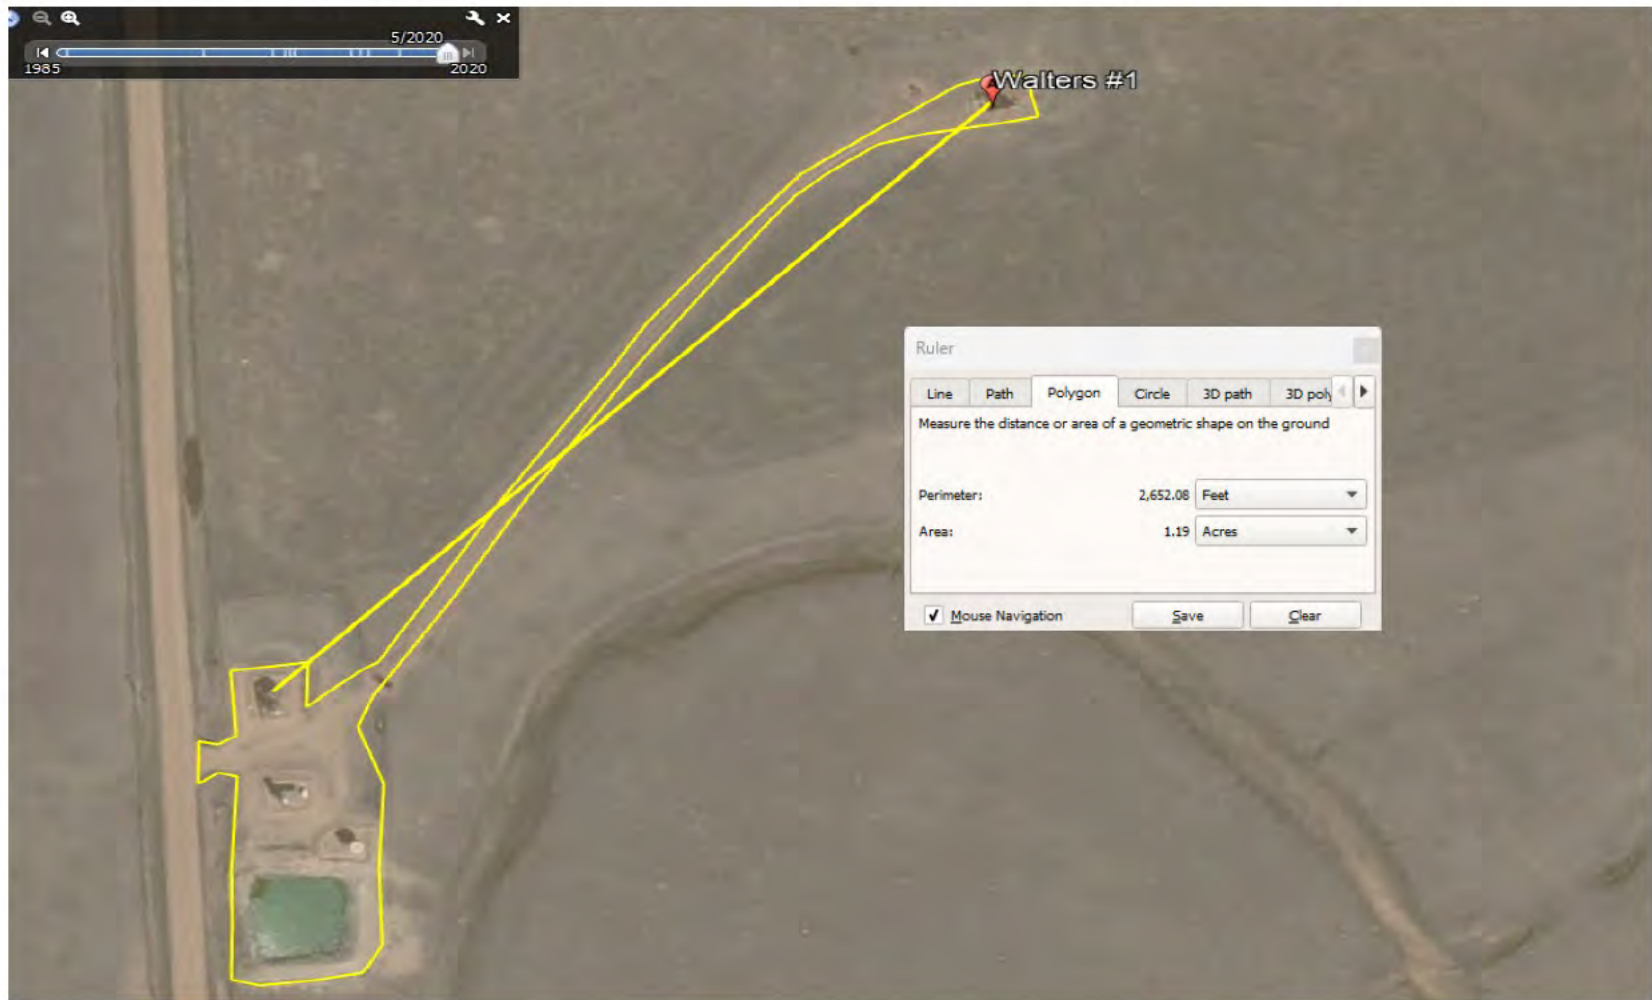 5/2020
1985
2020
Walters #1
Ruler
Line Path Polygon Circle 3D path 3D poly
Measure the distance or area of a geometric shape on the ground
Perimeter: 2,652.08 Feet
Area: 1.19 Acres
Mouse Navigation Save Clear